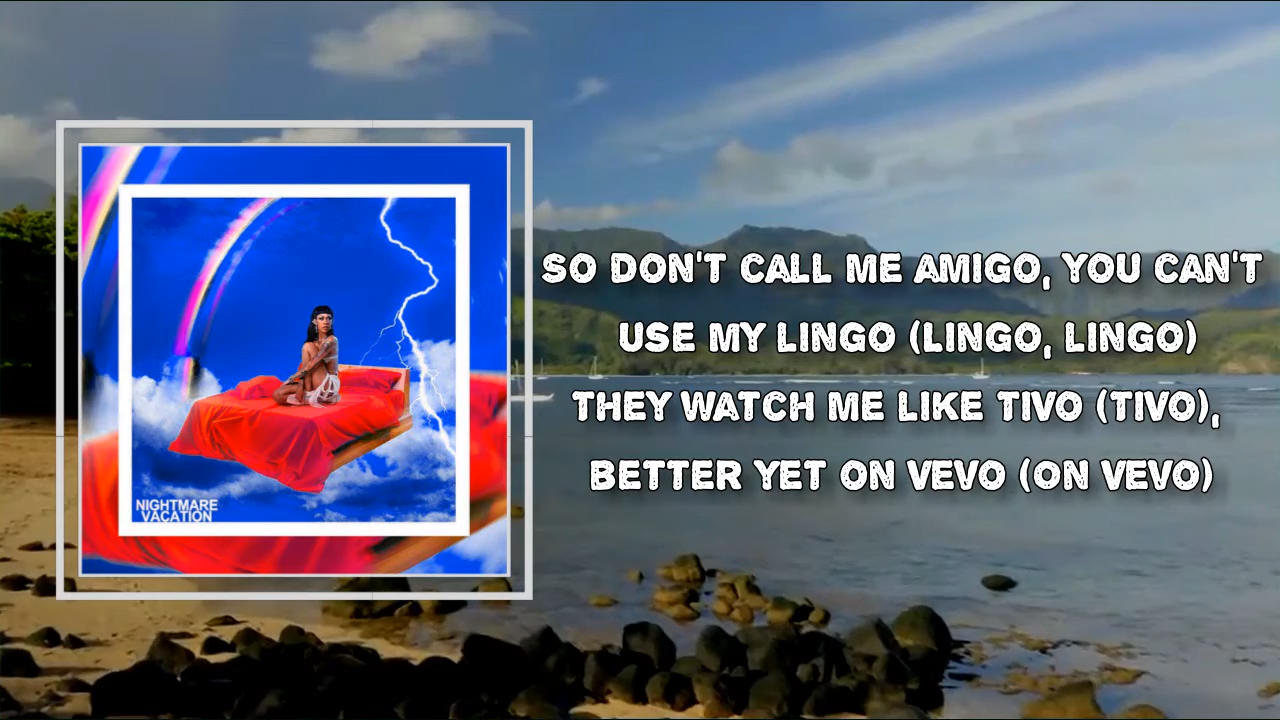 NIGHTMARE
VACATION
SO DON'T CALL ME AMIGO, YOU CAN'T
USE MY LINGO (LINGO, LINGO)
THEY WATCH ME LIKE TIVO (TIVO),
BETTER YET ON VEVO (ON VEVO)